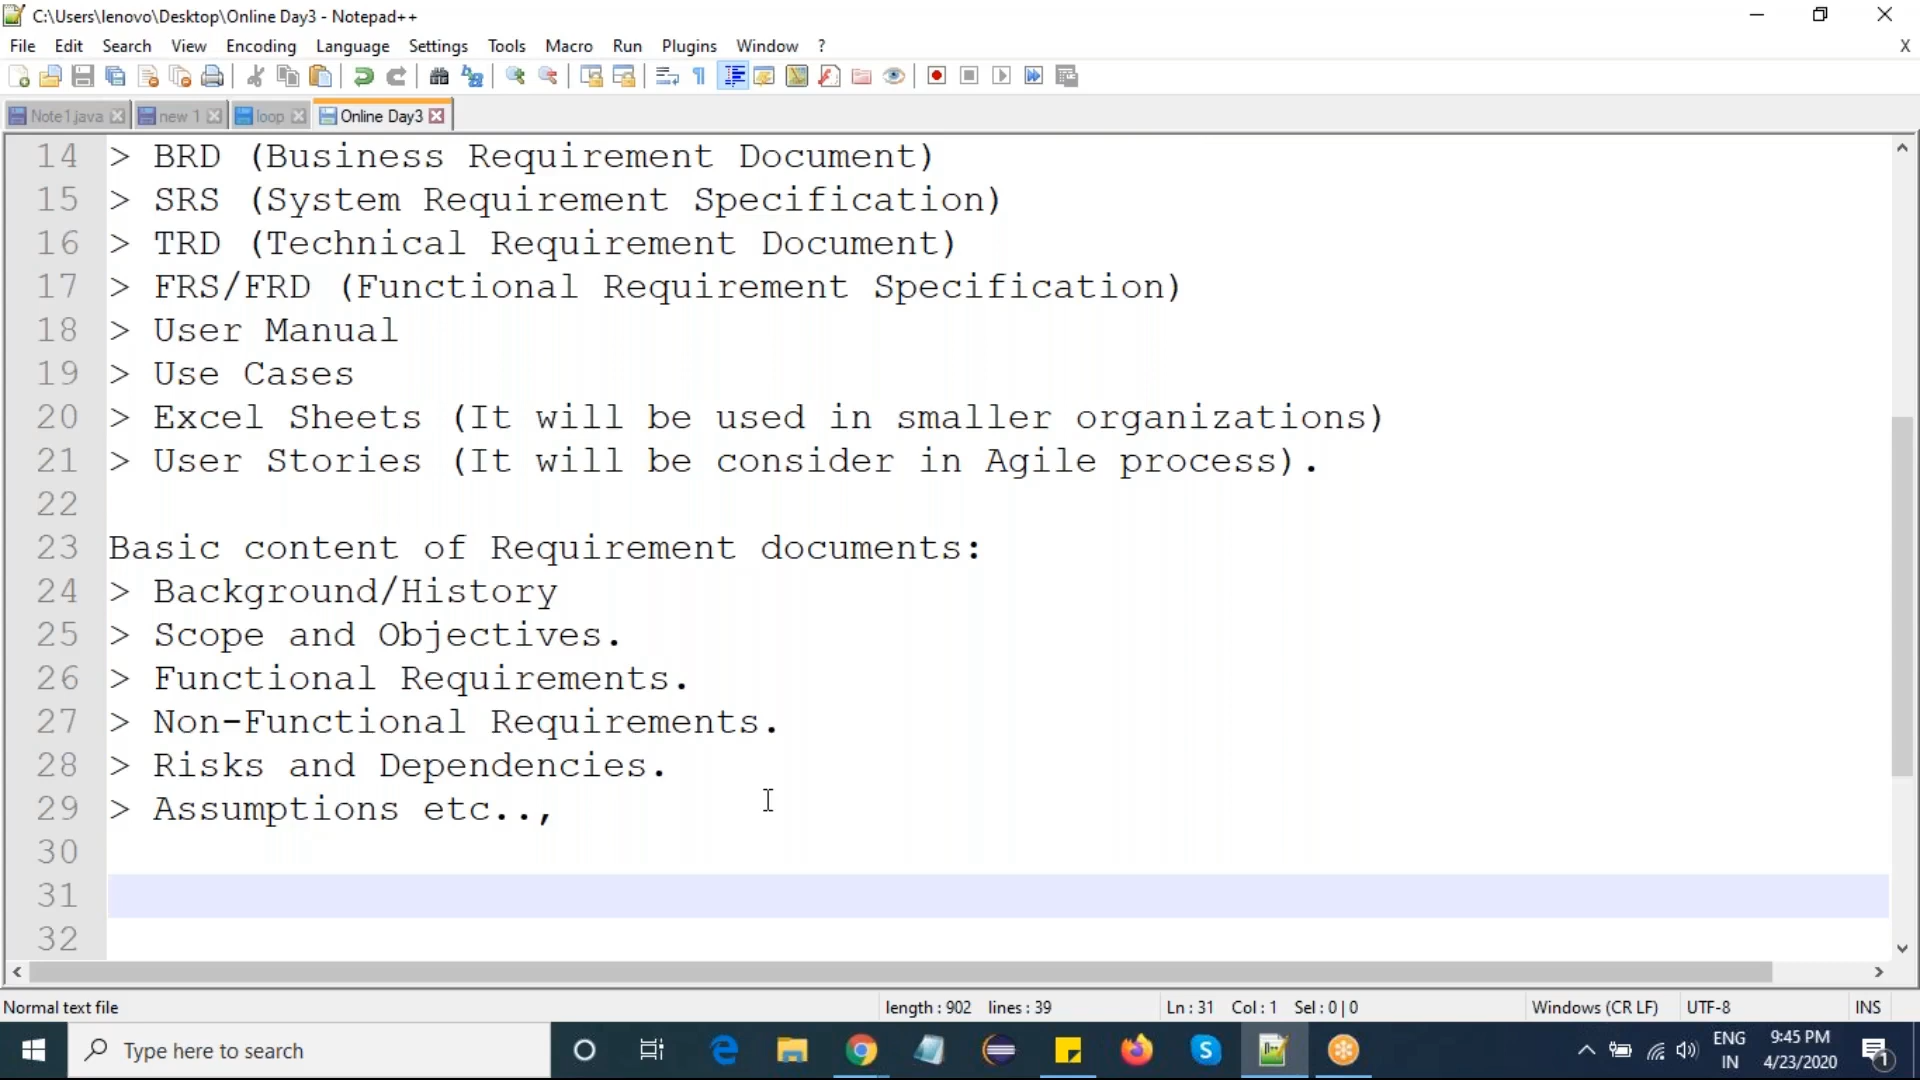 C:\Users\lenovo\Desktop\Online Day3 - Notepad++
File Edit Search View Encoding Language Settings Tools Macro Run Plugins Window ? X
Note1.java new 1 loop Online Day3
14 > BRD (Business Requirement Document)
15 > SRS (System Requirement Specification)
16 > TRD (Technical Requirement Document)
17 > FRS/FRD (Functional Requirement Specification)
18 > User Manual
19 > Use Cases
20 > Excel Sheets (It will be used in smaller organizations)
21 > User Stories (It will be consider in Agile process).
22
23 Basic content of Requirement documents:
24 > Background/History
25 > Scope and Objectives.
26 > Functional Requirements.
27 > Non-Functional Requirements.
28 > Risks and Dependencies.
29 > Assumptions etc..,
30
31
32
Normal text file length : 902 lines : 39 Ln : 31 Col : 1 Sel : 0 | 0 Windows (CR LF) UTF-8 INS
Type here to search
ENG 9:45 PM
IN 4/23/2020 1